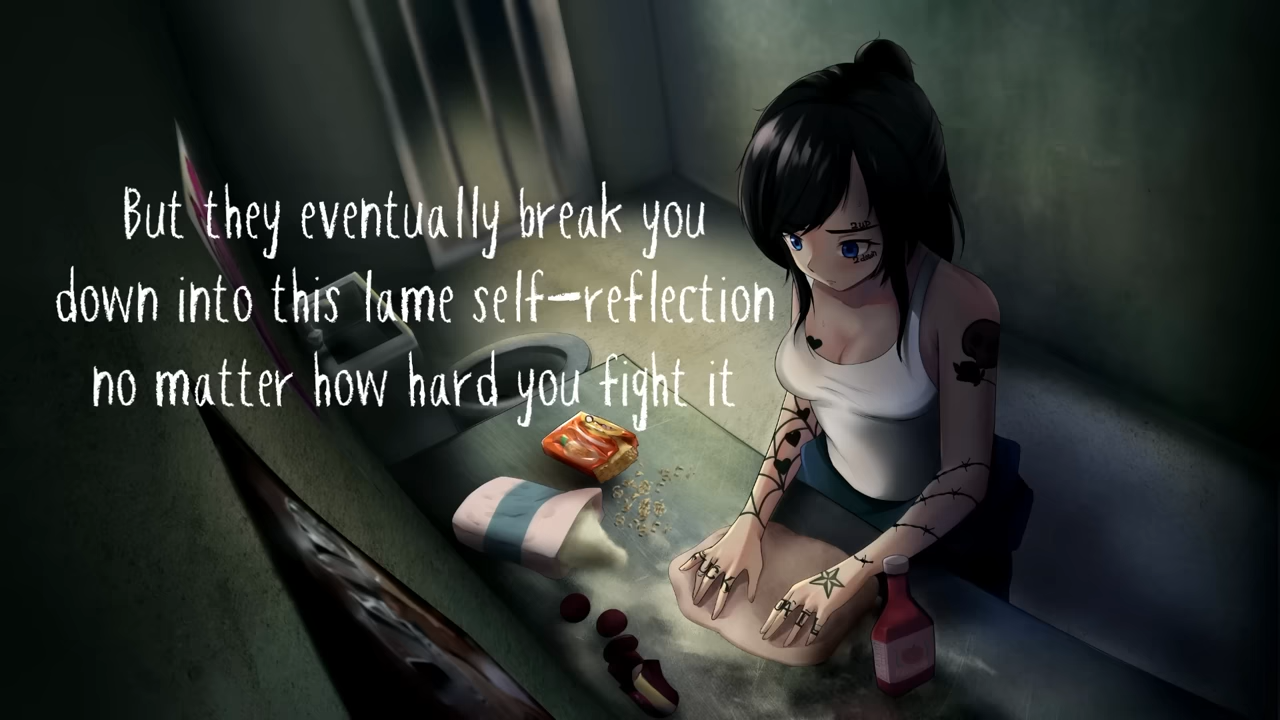 But they eventually break you
down into this lame self-reflection
no matter how hard you fight it